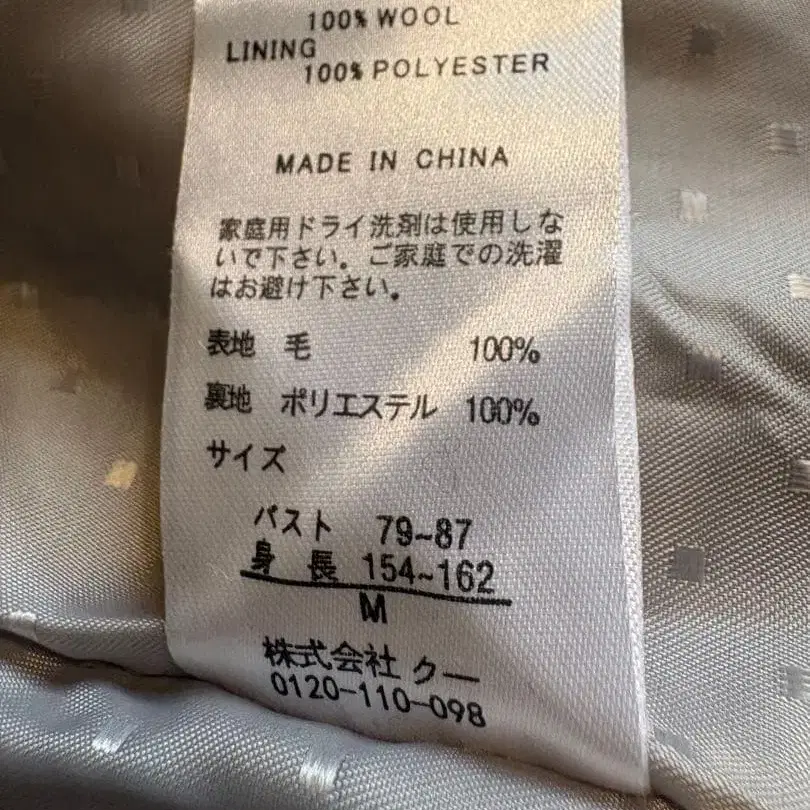 100% WOOL
LINING
100% POLYESTER
MADE IN CHINA
家庭用ドライ洗剤は使用しな
いで下さい。ご家庭での洗濯
はお避け下さい。
表地 毛 100%
裏地 ポリエステル 100%
サイズ
バスト 79~87
身長 154~162
M
株式会社 クー
0120-110-098